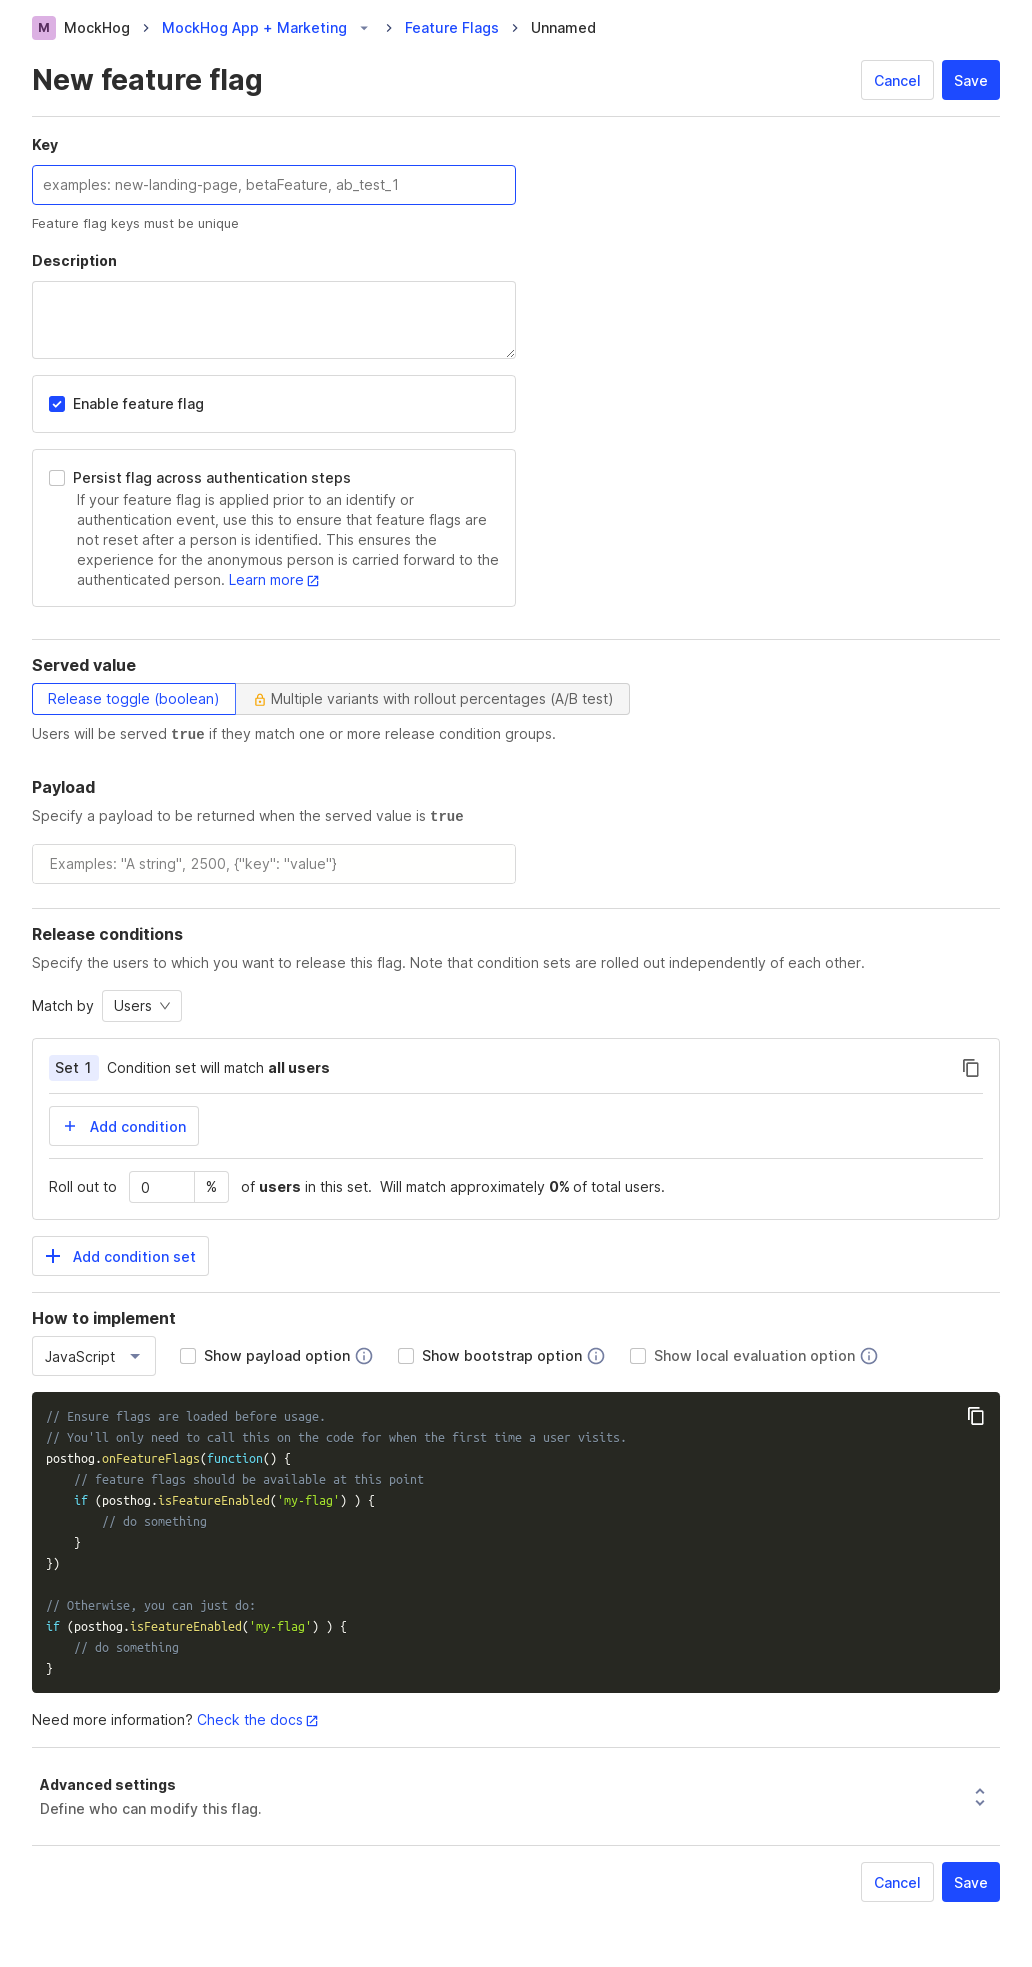 M MockHog MockHog App + Marketing Feature Flags Unnamed
New feature flag
Cancel Save
Key
examples: new-landing-page, betaFeature, ab_test_1
Feature flag keys must be unique
Description
Enable feature flag
Persist flag across authentication steps
If your feature flag is applied prior to an identify or
authentication event, use this to ensure that feature flags are
not reset after a person is identified. This ensures the
experience for the anonymous person is carried forward to the
authenticated person. Learn more
Served value
Release toggle (boolean) Multiple variants with rollout percentages (A/B test)
Users will be served true if they match one or more release condition groups.
Payload
Specify a payload to be returned when the served value is true
Examples: "A string", 2500, {"key": "value"}
Release conditions
Specify the users to which you want to release this flag. Note that condition sets are rolled out independently of each other.
Match by Users
Set 1 Condition set will match all users
Add condition
Roll out to 0 % of users in this set. Will match approximately 0% of total users.
Add condition set
How to implement
JavaScript Show payload option Show bootstrap option Show local evaluation option
// Ensure flags are loaded before usage.
// You'll only need to call this on the code for when the first time a user visits.
posthog.onFeatureFlags(function() {
    // feature flags should be available at this point
    if (posthog.isFeatureEnabled('my-flag') ) {
        // do something
    }
})
// Otherwise, you can just do:
if (posthog.isFeatureEnabled('my-flag') ) {
    // do something
}
Need more information? Check the docs
Advanced settings
Define who can modify this flag.
Cancel Save